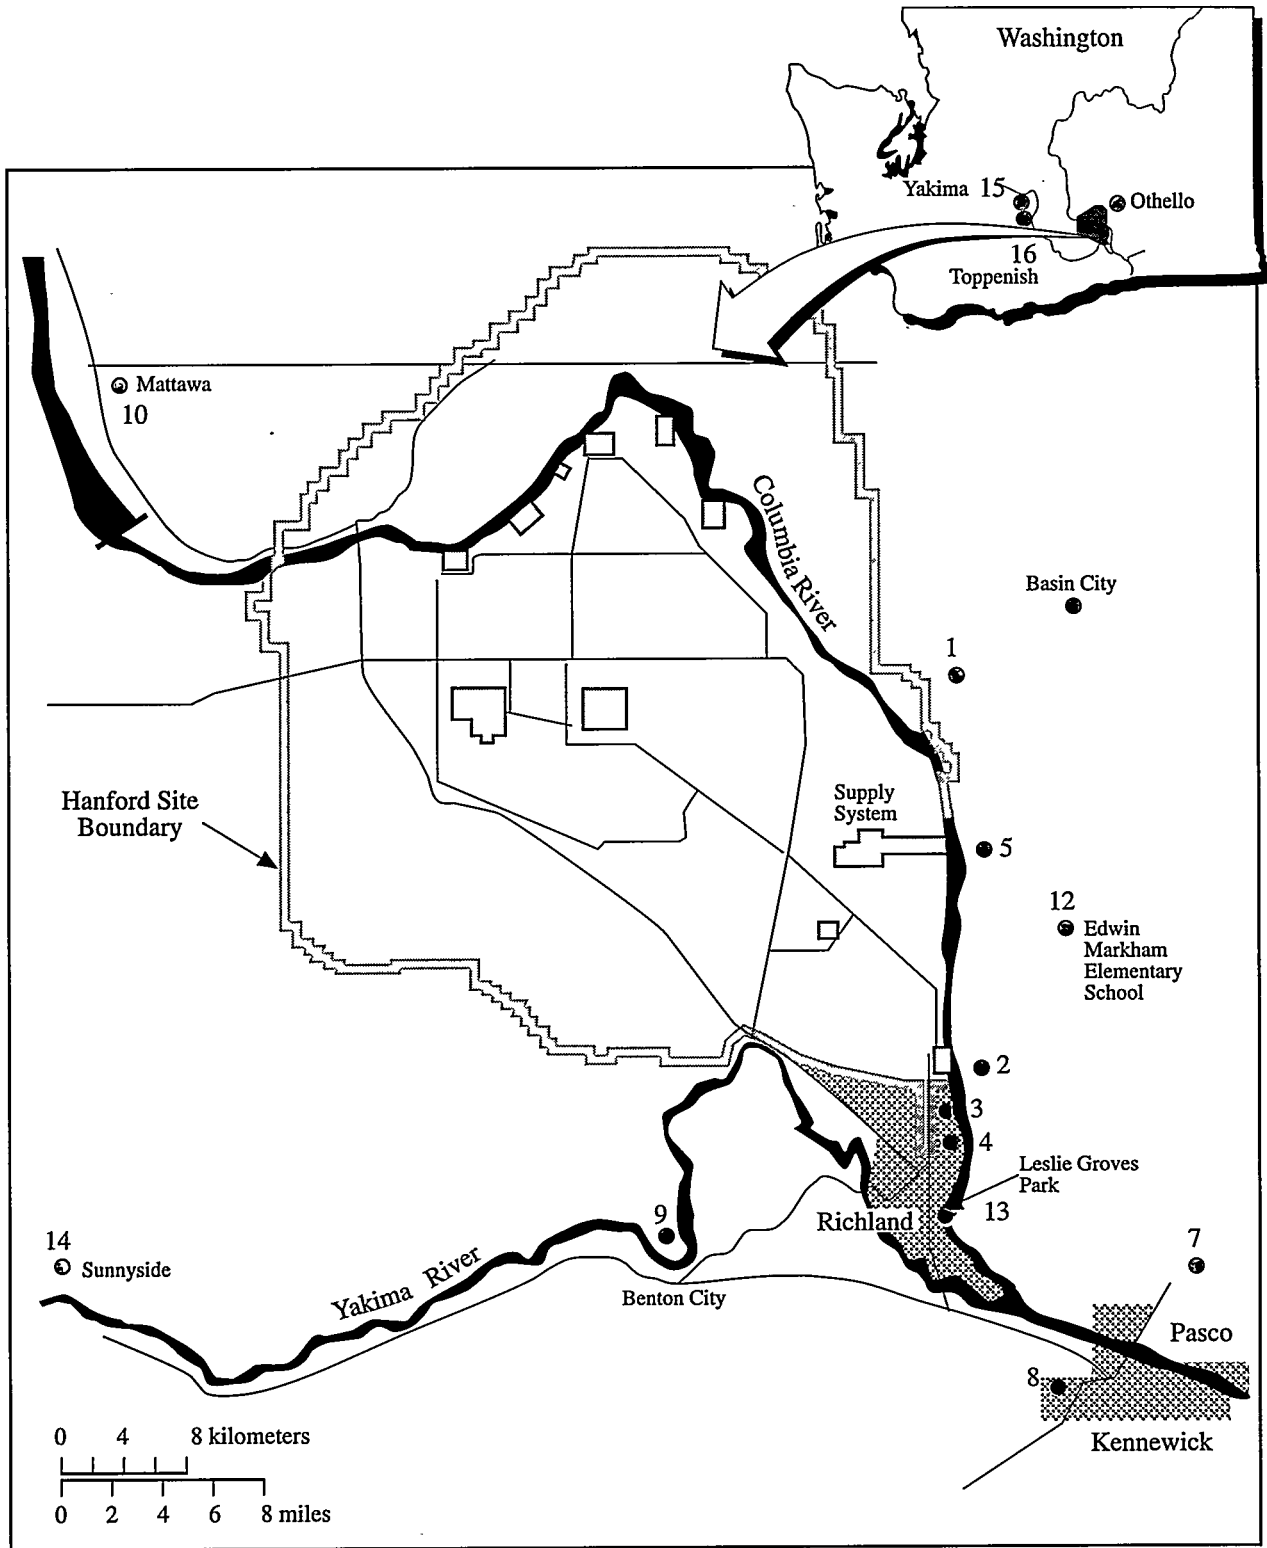 Washington
Yakima 15
Othello
16
Toppenish
Mattawa
10
Columbia River
Basin City
1
Hanford Site
Boundary
Supply
System
5
12
Edwin
Markham
Elementary
School
2
3
4
Leslie Groves
Park
13
Richland
9
7
14
Sunnyside
Yakima River
Benton City
Pasco
8
Kennewick
0 4 8 kilometers
0 2 4 6 8 miles